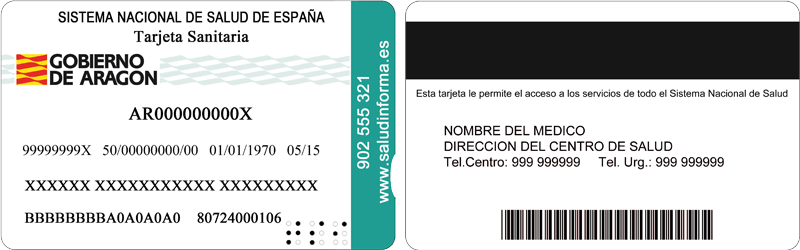 SISTEMA NACIONAL DE SALUD DE ESPAÑA
Tarjeta Sanitaria
GOBIERNO
DE ARAGON
AR000000000X
99999999X 50/00000000/00 01/01/1970 05/15
XXXXXX XXXXXXXXXXX XXXXXXXXX
BBBBBBBBA0A0A0A0 80724000106
902 555 321
www.saludinforma.es
Esta tarjeta le permite el acceso a los servicios de todo el Sistema Nacional de Salud
NOMBRE DEL MEDICO
DIRECCION DEL CENTRO DE SALUD
Tel.Centro: 999 999999 Tel. Urg.: 999 999999